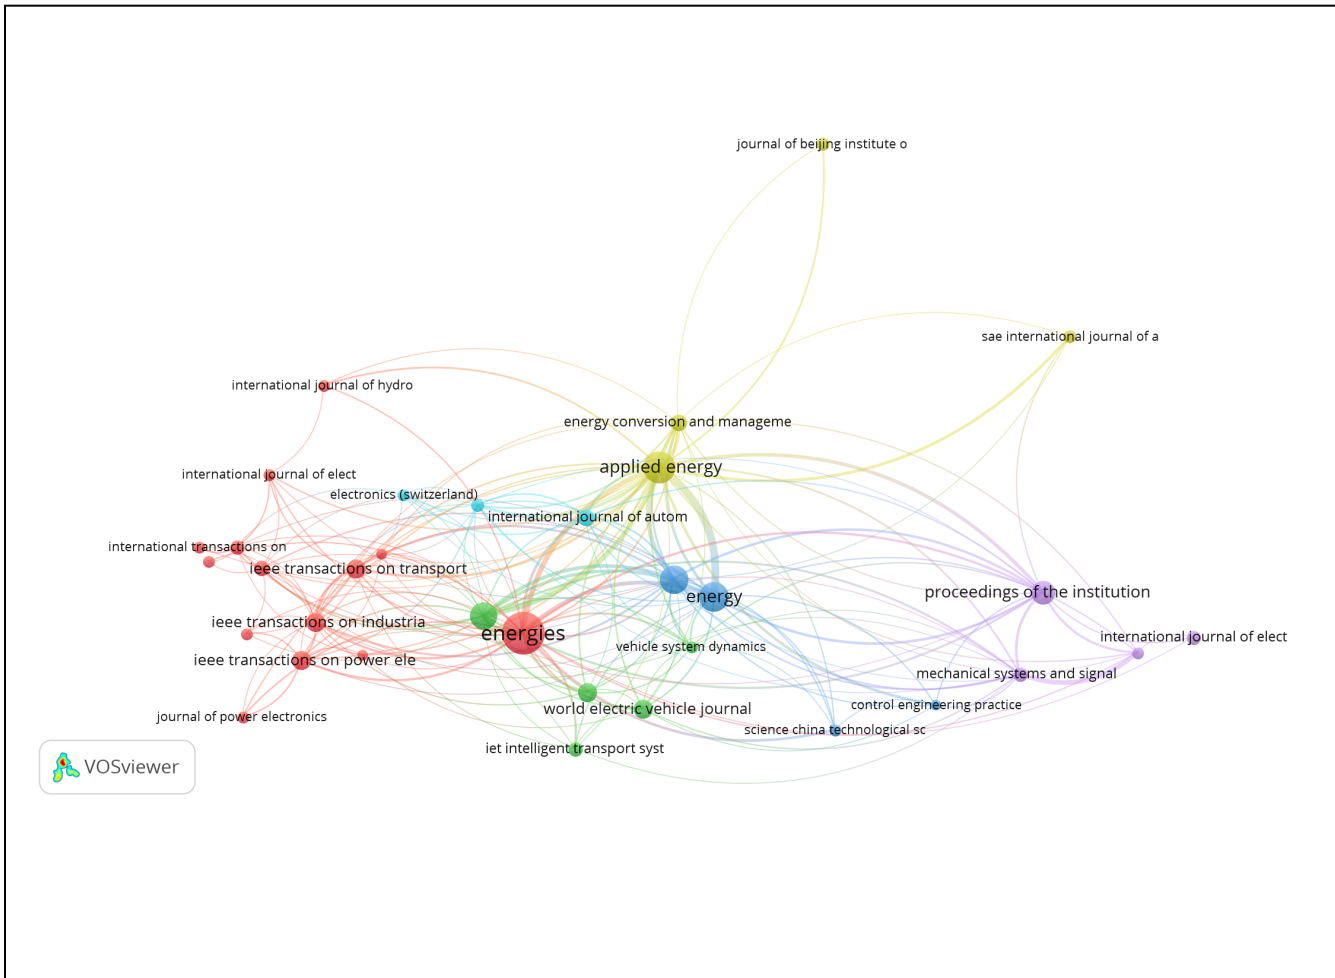 journal of beijing institute o
sae international journal of a
international journal of hydro
energy conversion and manageme
applied energy
international journal of elect
electronics (switzerland)
international journal of autom
international transactions on
ieee transactions on transport
energy
proceedings of the institution
ieee transactions on industria
energies
international journal of elect
vehicle system dynamics
ieee transactions on power ele
mechanical systems and signal
control engineering practice
world electric vehicle journal
journal of power electronics
science china technological sc
iet intelligent transport syst
VOSviewer